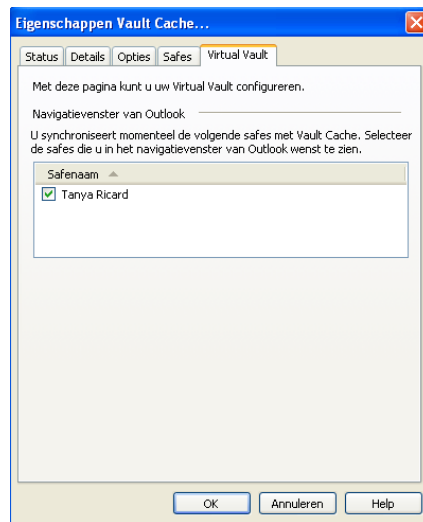 Eigenschappen Vault Cache...
Status Details Opties Safes Virtual Vault
Met deze pagina kunt u uw Virtual Vault configureren.
Navigatievenster van Outlook
U synchroniseert momenteel de volgende safes met Vault Cache. Selecteer
de safes die u in het navigatievenster van Outlook wenst te zien.
Safenaam
Tanya Ricard
OK Annuleren Help